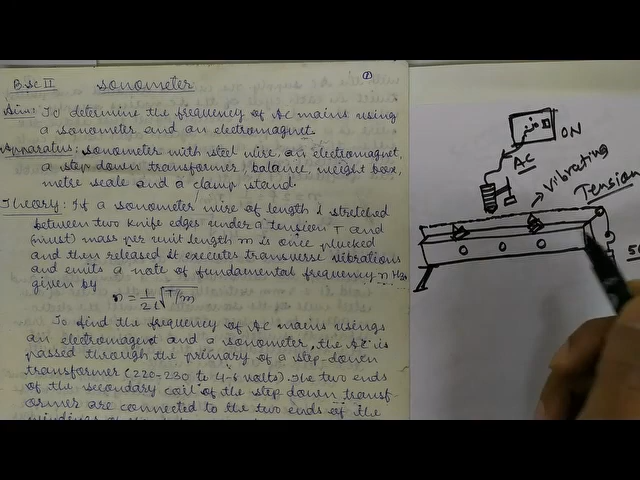 B.Sc II sonometer ①
Aim: To determine the frequency of Ac mains using
a sonometer and an electromagnet.
Apparatus: sonometer with steel wire, an electromagnet,
a step down transformer, balance, weight box,
metre scale and a clamp stand.
Theory: If a sonometer wire of length l stretched
between two knife edges under a tension T and
(must) mass per unit length m is once plucked
and then released it executes transverse vibrations
and emits a note of fundamental frequency n Hz
given by
n = 1/2l √T/m
To find the frequency of AC mains usings
an electromagnet and a sonometer, the AC is
passed through the primary of a step-down
transformer (220-230 to 4-6 volts). The two ends
of the secondary coil of the step down transf-
ormer are connected to the two ends of the
windings of
ON
AC
Vibrating
Tension